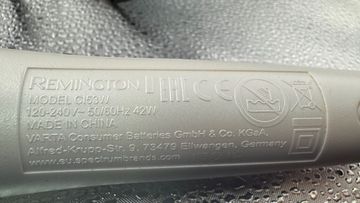 REMINGTON
MODEL CI53W
120-240V~ 50/60Hz 42W
MADE IN CHINA
VARTA Consumer Batteries GmbH & Co. KGaA,
Alfred-Krupp-Str. 9, 73479 Ellwangen, Germany
www.eu.spectrumbrands.com